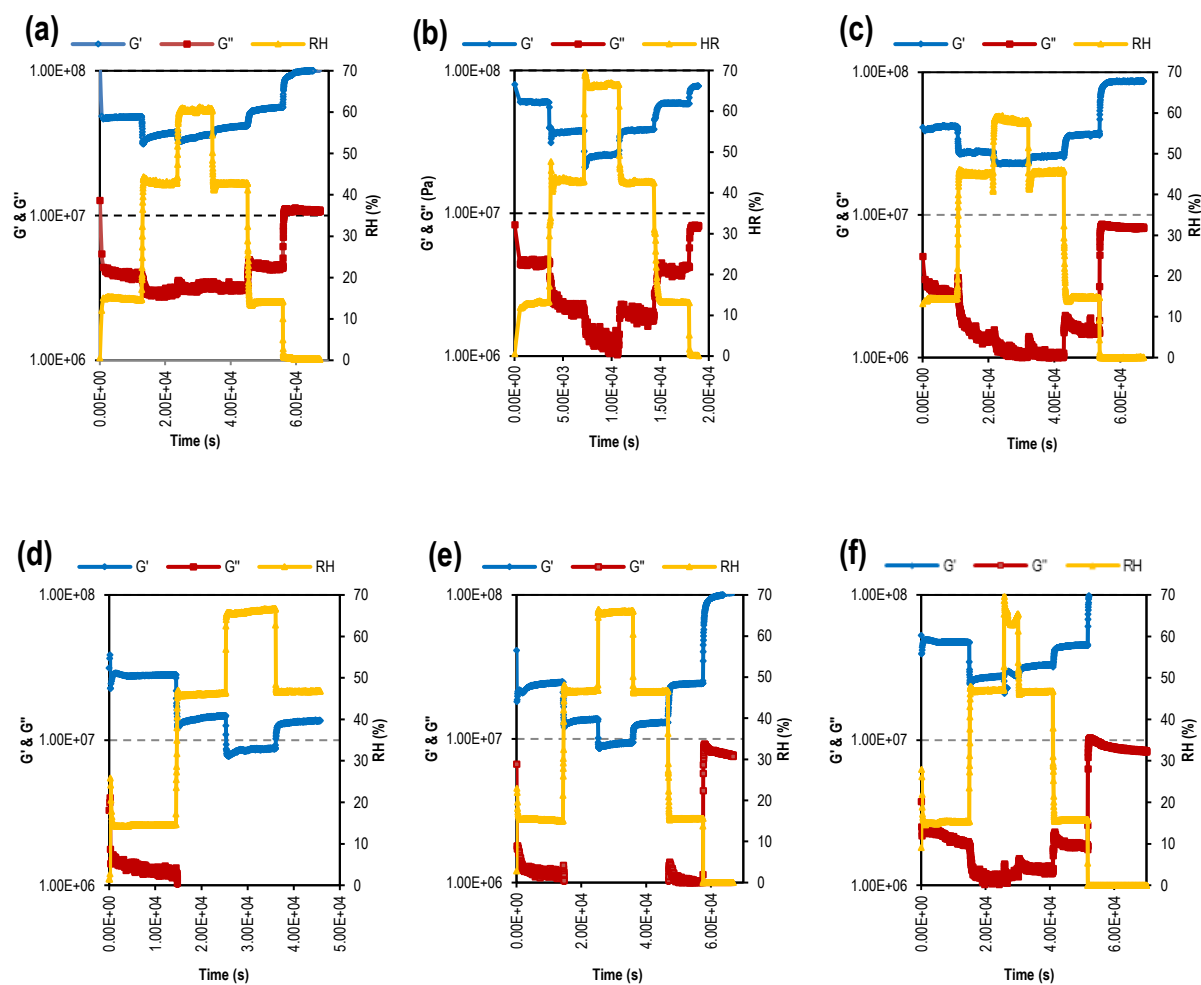 (a)
G' G" RH
1.00E+08
1.00E+07
1.00E+06
G' & G''
70
60
50
40
30
20
10
0
RH (%)
0.00E+00
2.00E+04
4.00E+04
6.00E+04
Time (s)
(b)
G' G" HR
1.00E+08
1.00E+07
1.00E+06
G' & G'' (Pa)
70
60
50
40
30
20
10
0
HR (%)
0.00E+00
5.00E+03
1.00E+04
1.50E+04
2.00E+04
Time (s)
(c)
G' G" RH
1.00E+08
1.00E+07
1.00E+06
G' & G''
70
60
50
40
30
20
10
0
RH (%)
0.00E+00
2.00E+04
4.00E+04
6.00E+04
Time (s)
(d)
G' G" RH
1.00E+08
1.00E+07
1.00E+06
G' & G''
70
60
50
40
30
20
10
0
RH (%)
0.00E+00
1.00E+04
2.00E+04
3.00E+04
4.00E+04
5.00E+04
Time (s)
(e)
G' G" RH
1.00E+08
1.00E+07
1.00E+06
G' & G''
70
60
50
40
30
20
10
0
RH (%)
0.00E+00
2.00E+04
4.00E+04
6.00E+04
Time (s)
(f)
G' G" RH
1.00E+08
1.00E+07
1.00E+06
G' & G''
70
60
50
40
30
20
10
0
RH (%)
0.00E+00
2.00E+04
4.00E+04
6.00E+04
Time (s)